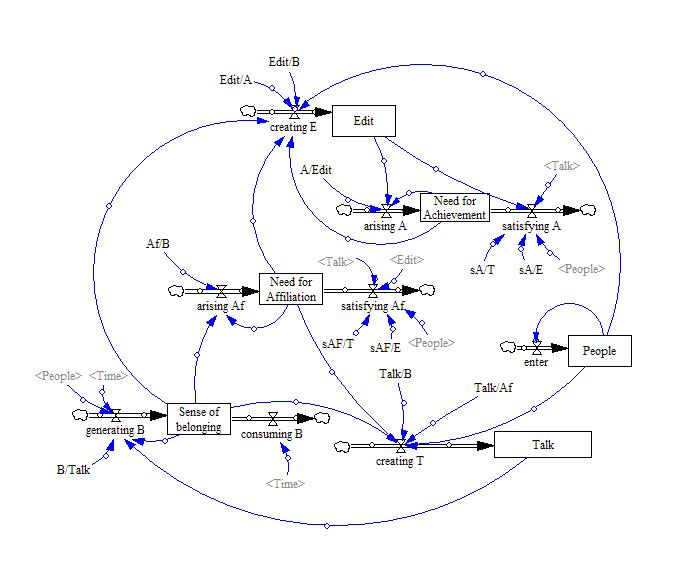 Edit/B
Edit/A
Edit
creating E
<Talk>
A/Edit
Need for
Achievement
arising A
satisfying A
Af/B
<Talk>
<Edit>
sA/T
sA/E
<People>
Need for
Affiliation
arising Af
satisfying Af
sAF/T
sAF/E
<People>
enter
People
<People>
<Time>
Talk/B
Talk/Af
Sense of
belonging
generating B
consuming B
Talk
B/Talk
creating T
<Time>